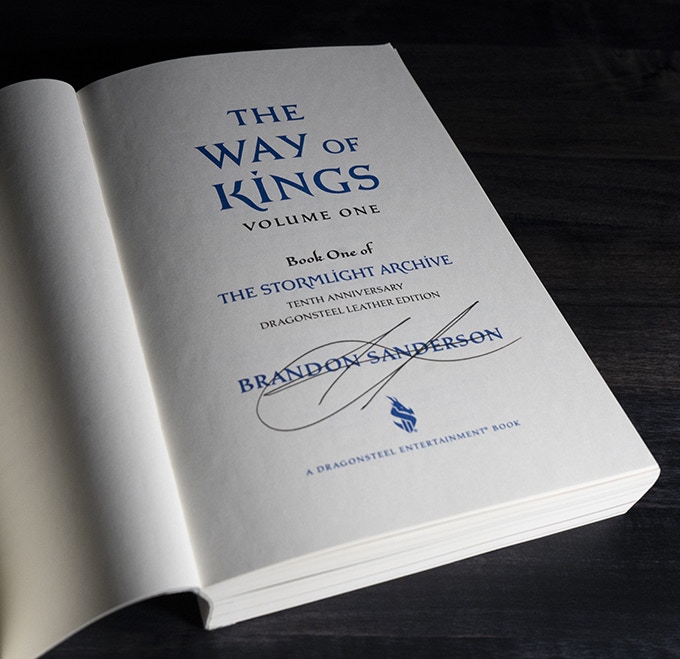 THE
WAY OF
KINGS
VOLUME ONE
Book One of
THE STORMLIGHT ARCHIVE
TENTH ANNIVERSARY
DRAGONSTEEL LEATHER EDITION
BRANDON SANDERSON
A DRAGONSTEEL ENTERTAINMENT® BOOK